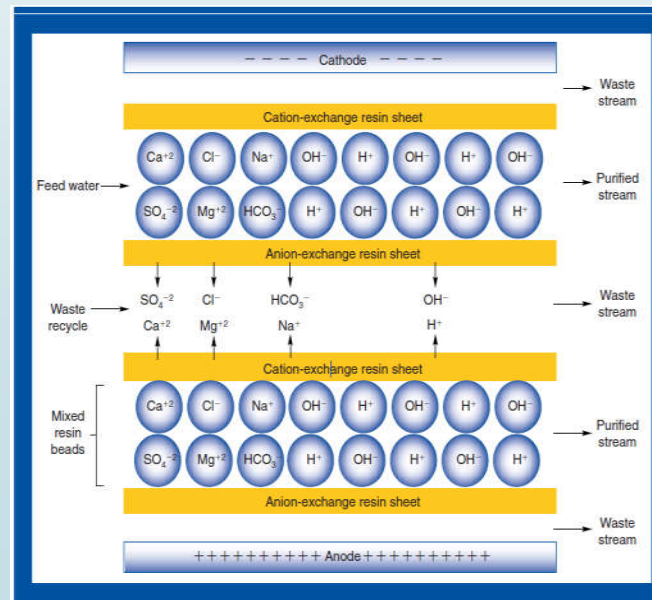 – – – – Cathode – – – –
Waste
stream
Cation-exchange resin sheet
Ca⁺² Cl⁻ Na⁺ OH⁻ H⁺ OH⁻ H⁺ OH⁻
Feed water
Purified
stream
SO₄⁻² Mg⁺² HCO₃⁻ H⁺ OH⁻ H⁺ OH⁻ H⁺
Anion-exchange resin sheet
Waste
recycle
SO₄⁻² Cl⁻ HCO₃⁻ OH⁻
Ca⁺² Mg⁺² Na⁺ H⁺
Waste
stream
Cation-exchange resin sheet
Mixed
resin
beads
Ca⁺² Cl⁻ Na⁺ OH⁻ H⁺ OH⁻ H⁺ OH⁻
SO₄⁻² Mg⁺² HCO₃⁻ H⁺ OH⁻ H⁺ OH⁻ H⁺
Purified
stream
Anion-exchange resin sheet
Waste
stream
+ + + + + + + + + + Anode + + + + + + + + + +